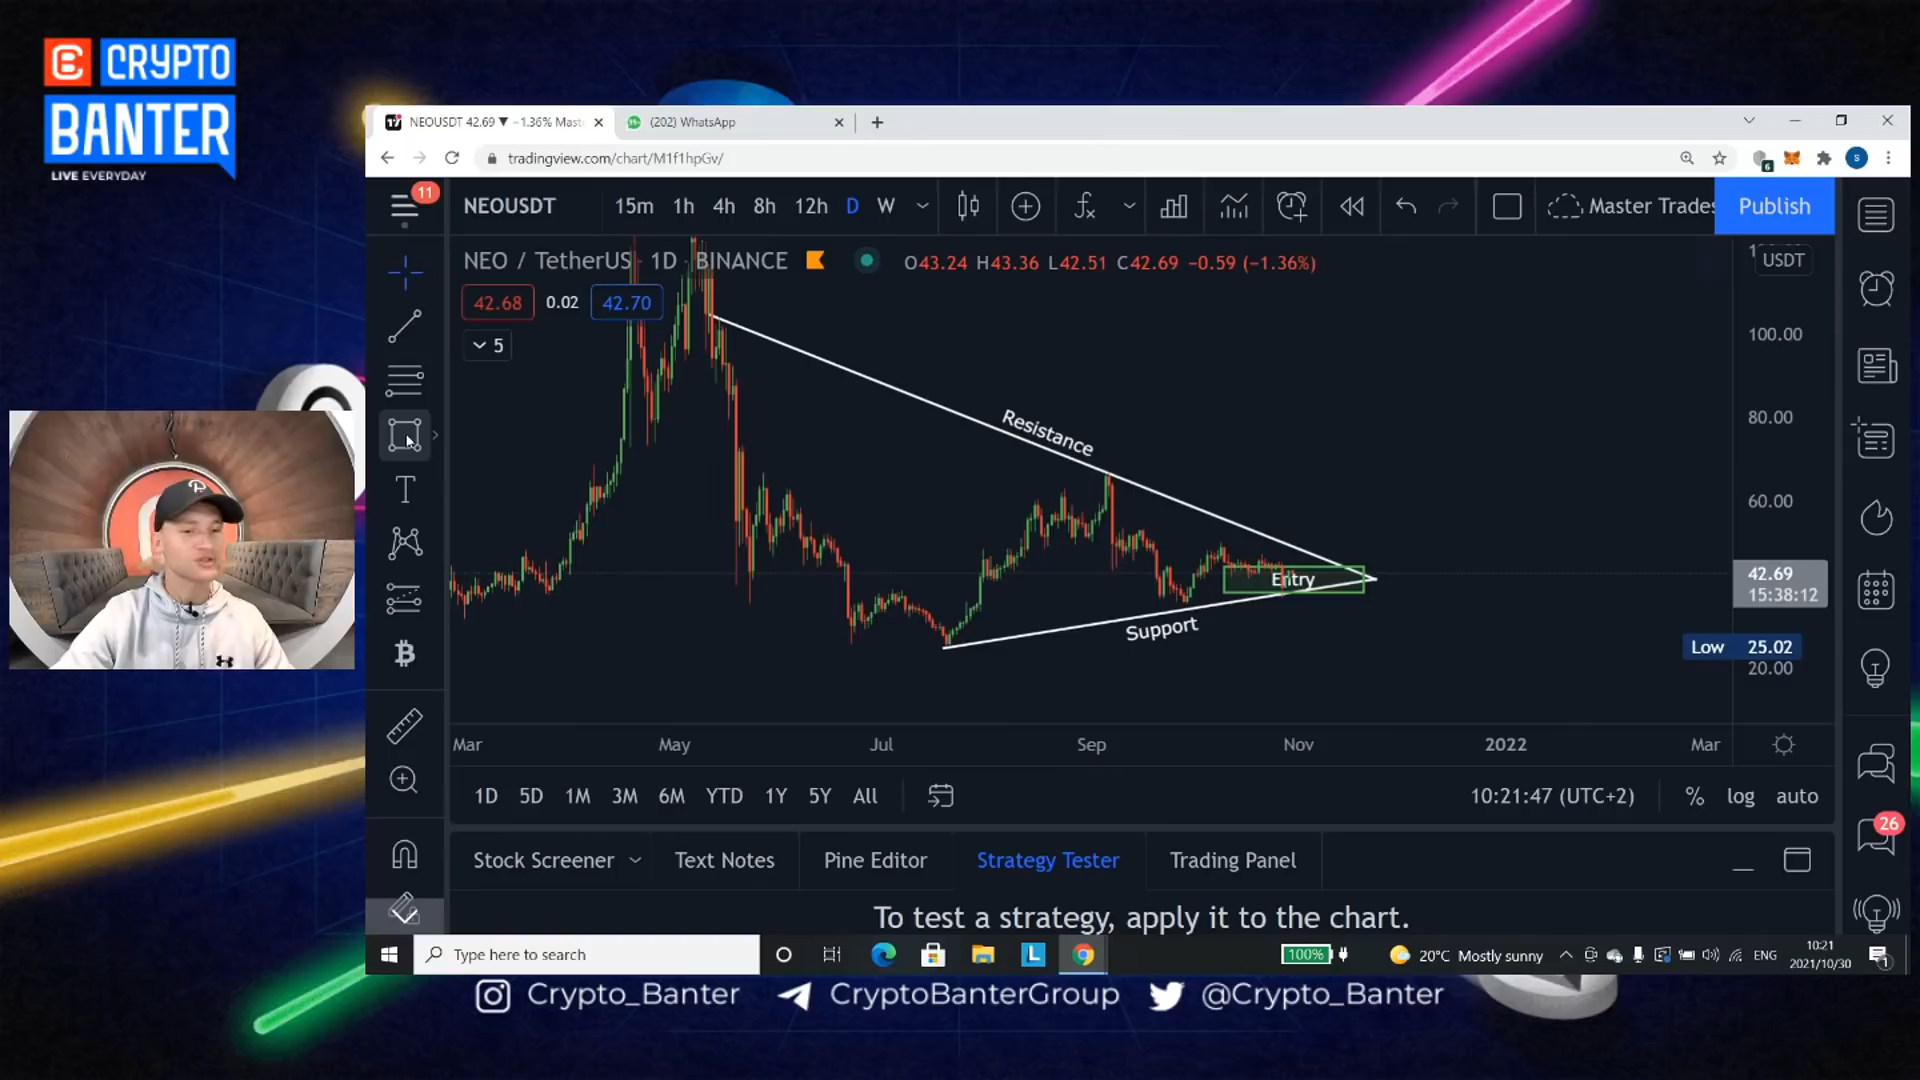 CRYPTO
BANTER
LIVE EVERYDAY
NEOUSDT 42.69 ▼ −1.36% Mast
(202) WhatsApp
tradingview.com/chart/M1f1hpGv/
11
NEOUSDT 15m 1h 4h 8h 12h D W Master Trades Publish
NEO / TetherUS · 1D · BINANCE O43.24 H43.36 L42.51 C42.69 −0.59 (−1.36%)
USDT
42.68 0.02 42.70
5
100.00
80.00
60.00
Resistance
Entry
Support
42.69
15:38:12
Low 25.02
20.00
Mar May Jul Sep Nov 2022 Mar
1D 5D 1M 3M 6M YTD 1Y 5Y All 10:21:47 (UTC+2) % log auto
26
Stock Screener Text Notes Pine Editor Strategy Tester Trading Panel
To test a strategy, apply it to the chart.
Type here to search 100% 20°C Mostly sunny ENG 10:21
2021/10/30
Crypto_Banter CryptoBanterGroup @Crypto_Banter